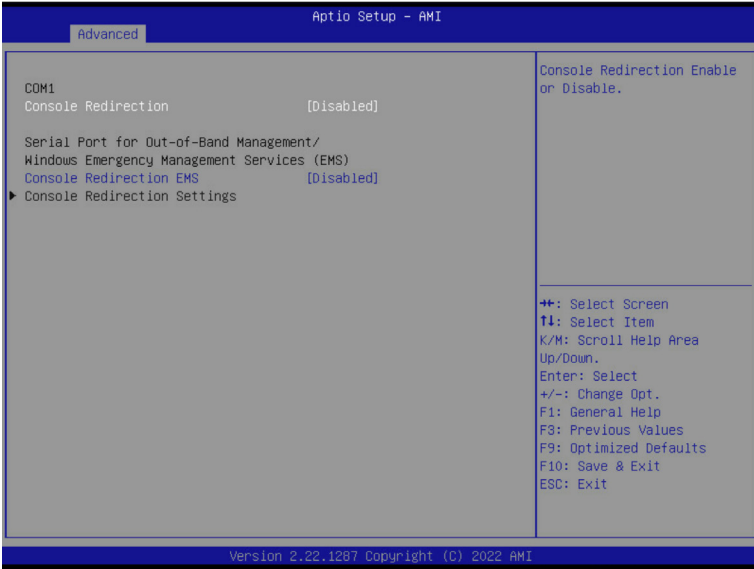 Aptio Setup – AMI
Advanced
COM1
Console Redirection [Disabled]
Serial Port for Out-of-Band Management/
Windows Emergency Management Services (EMS)
Console Redirection EMS [Disabled]
▶ Console Redirection Settings
Console Redirection Enable
or Disable.
→←: Select Screen
↑↓: Select Item
K/M: Scroll Help Area
Up/Down.
Enter: Select
+/-: Change Opt.
F1: General Help
F3: Previous Values
F9: Optimized Defaults
F10: Save & Exit
ESC: Exit
Version 2.22.1287 Copyright (C) 2022 AMI